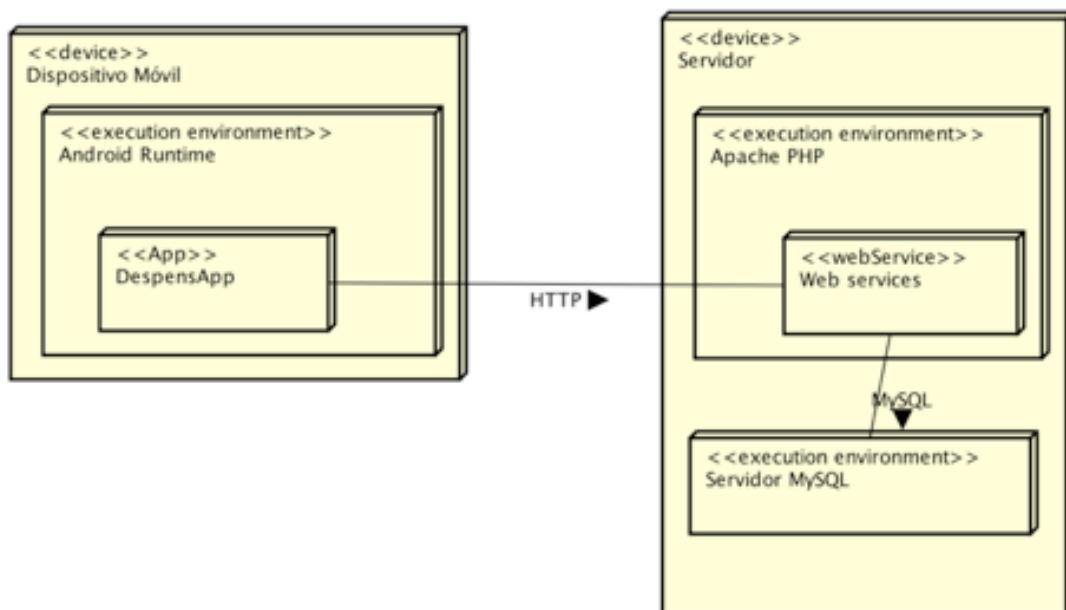 <<device>>
Dispositivo Móvil
<<execution environment>>
Android Runtime
<<App>>
DespensApp
HTTP
<<device>>
Servidor
<<execution environment>>
Apache PHP
<<webService>>
Web services
MySQL
<<execution environment>>
Servidor MySQL